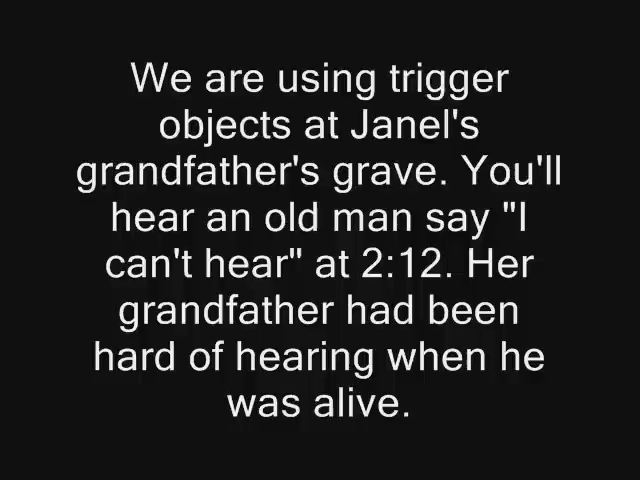 We are using trigger
objects at Janel's
grandfather's grave. You'll
hear an old man say "I
can't hear" at 2:12. Her
grandfather had been
hard of hearing when he
was alive.